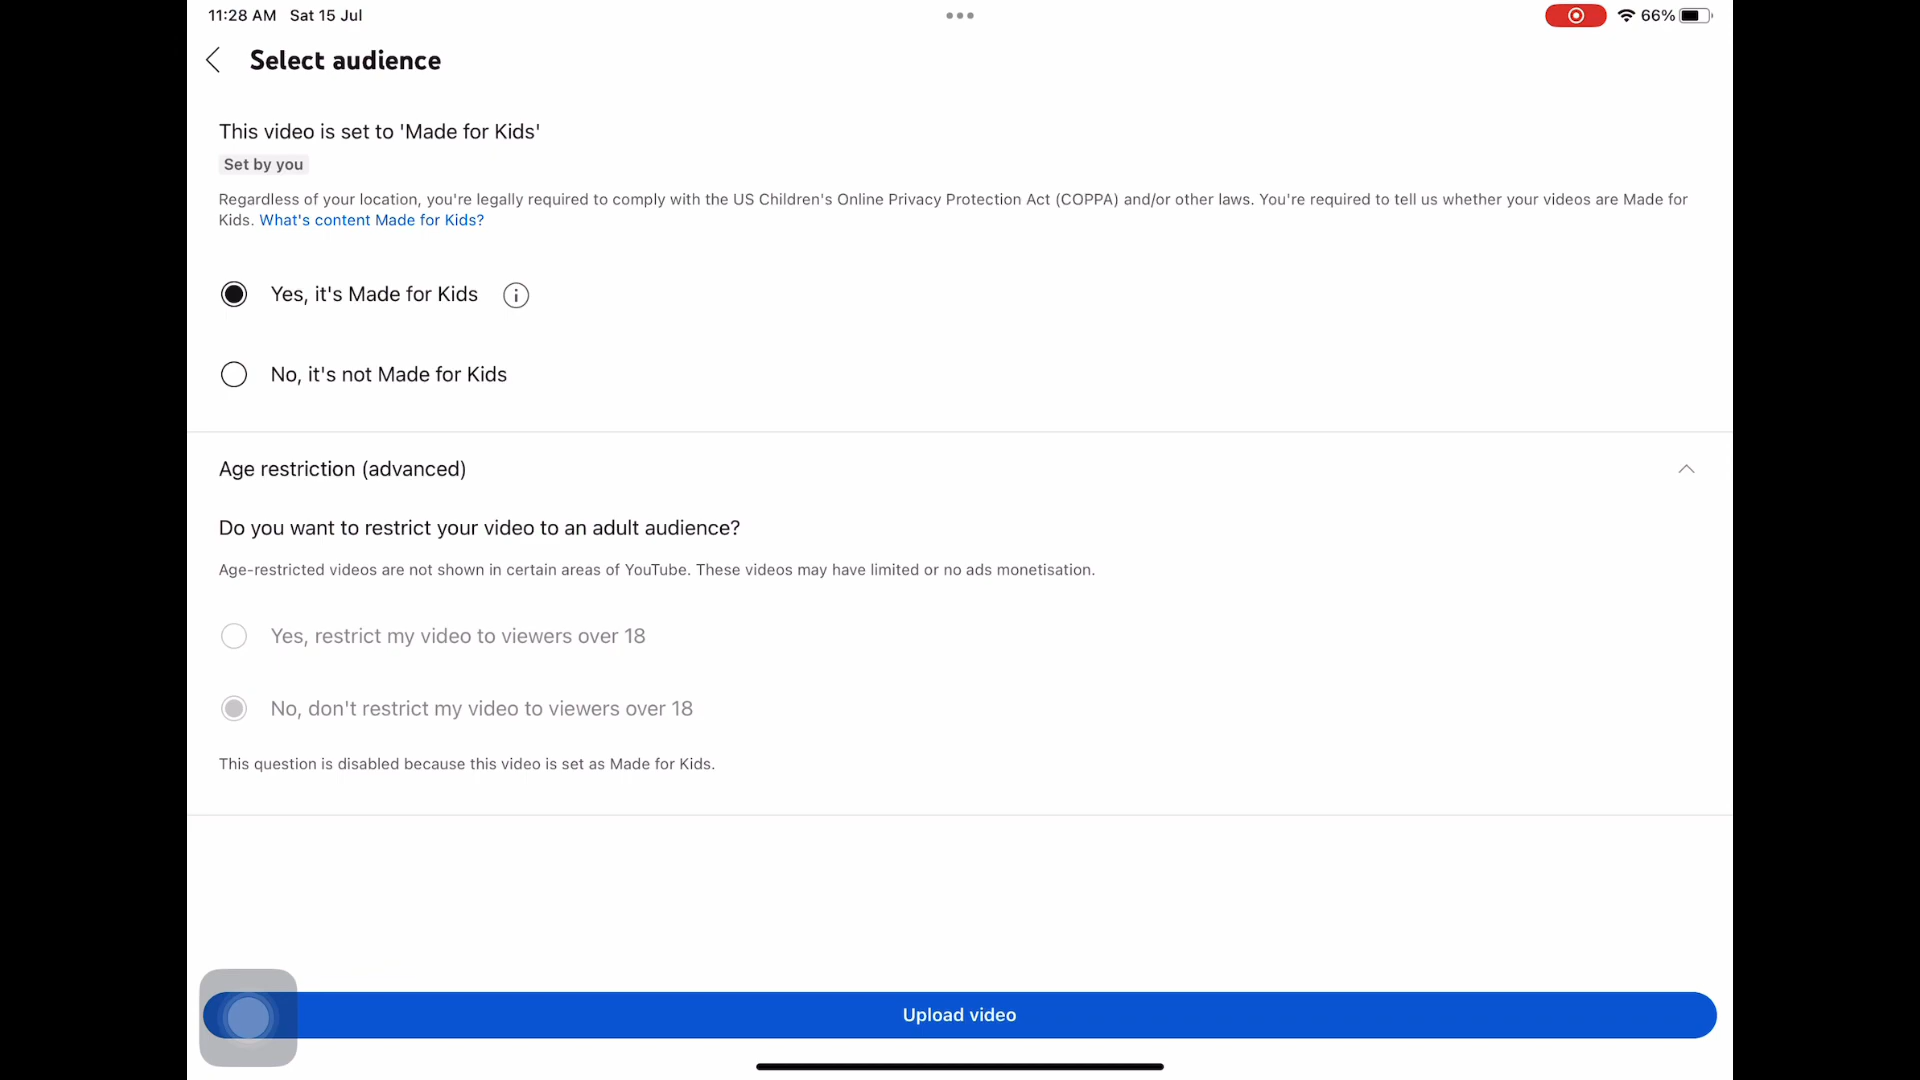 11:28 AM Sat 15 Jul
66%
Select audience
This video is set to 'Made for Kids'
Set by you
Regardless of your location, you're legally required to comply with the US Children's Online Privacy Protection Act (COPPA) and/or other laws. You're required to tell us whether your videos are Made for
Kids. What's content Made for Kids?
Yes, it's Made for Kids
No, it's not Made for Kids
Age restriction (advanced)
Do you want to restrict your video to an adult audience?
Age-restricted videos are not shown in certain areas of YouTube. These videos may have limited or no ads monetisation.
Yes, restrict my video to viewers over 18
No, don't restrict my video to viewers over 18
This question is disabled because this video is set as Made for Kids.
Upload video